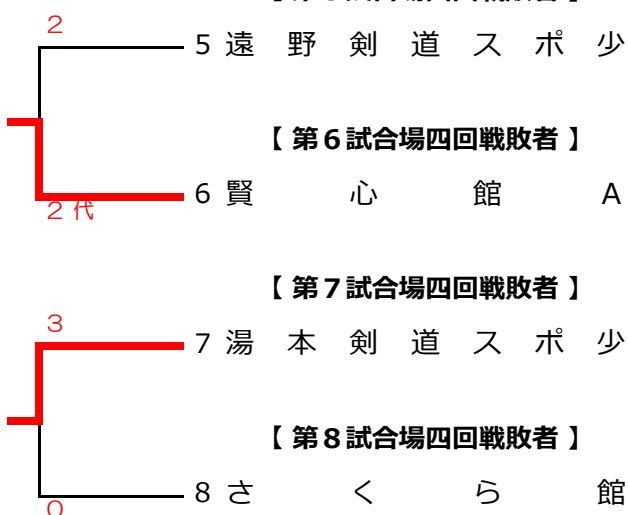 2
5 遠野剣道スポ少
【 第6試合場四回戦敗者 】
6 賢心館A
2 代
【 第7試合場四回戦敗者 】
3
7 湯本剣道スポ少
【 第8試合場四回戦敗者 】
8 さくら館
0